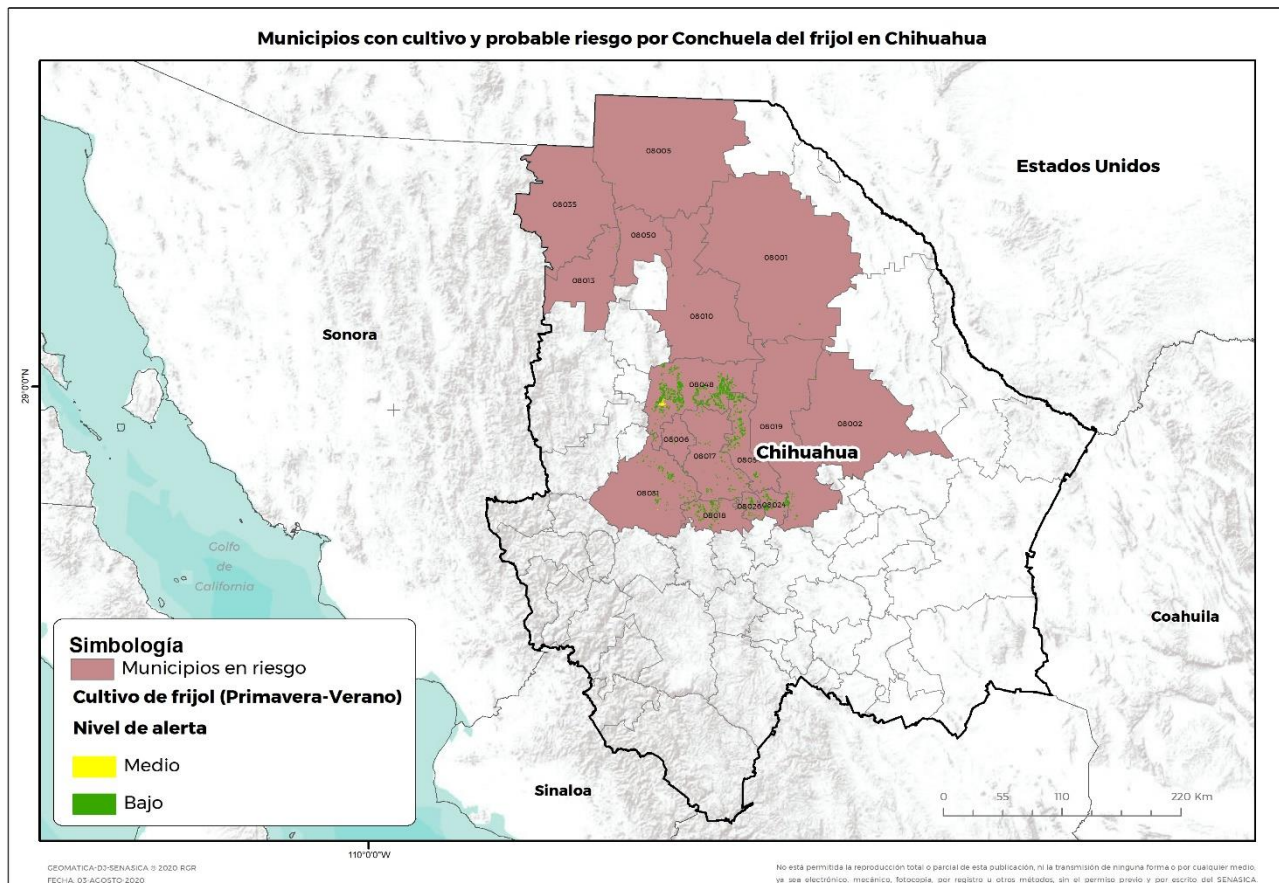 Municipios con cultivo y probable riesgo por Conchuela del frijol en Chihuahua
08005
Estados Unidos
08035
08050
08001
08013
08010
Sonora
29°0'0"N
08048
08002
08019
08006
Chihuahua
08017
08031
08026
08024
08018
Golfo
de
California
Coahuila
Simbología
Municipios en riesgo
Cultivo de frijol (Primavera-Verano)
Nivel de alerta
Medio
Bajo
Sinaloa
0 55 110 220 Km
110°0'0"W
GEOMATICA-DJ-SENASICA © 2020 RGR
FECHA: 03-AGOSTO-2020
No está permitida la reproducción total o parcial de esta publicación, ni la transmisión de ninguna forma o por cualquier medio,
ya sea electrónico, mecánico, fotocopia, por registro u otros métodos, sin el permiso previo y por escrito del SENASICA